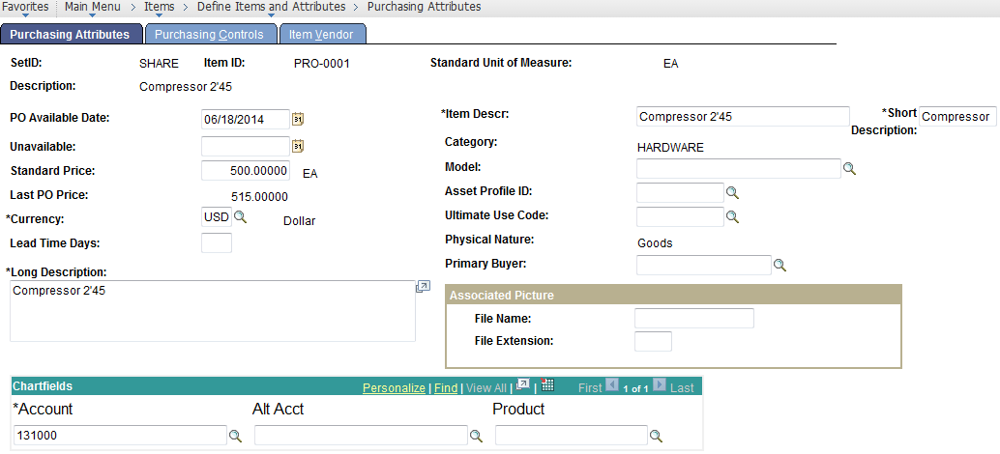 Favorites Main Menu > Items > Define Items and Attributes > Purchasing Attributes
Purchasing Attributes Purchasing Controls Item Vendor
SetID: SHARE Item ID: PRO-0001 Standard Unit of Measure: EA
Description: Compressor 2'45
PO Available Date: 06/18/2014 31
*Item Descr: Compressor 2'45 *Short Description: Compressor
Unavailable: 31
Category: HARDWARE
Standard Price: 500.00000 EA
Model:
Last PO Price: 515.00000
Asset Profile ID:
*Currency: USD Dollar
Ultimate Use Code:
Lead Time Days:
Physical Nature: Goods
Primary Buyer:
*Long Description:
Compressor 2'45
Associated Picture
File Name:
File Extension:
Chartfields Personalize | Find | View All | | First 1 of 1 Last
*Account Alt Acct Product
131000